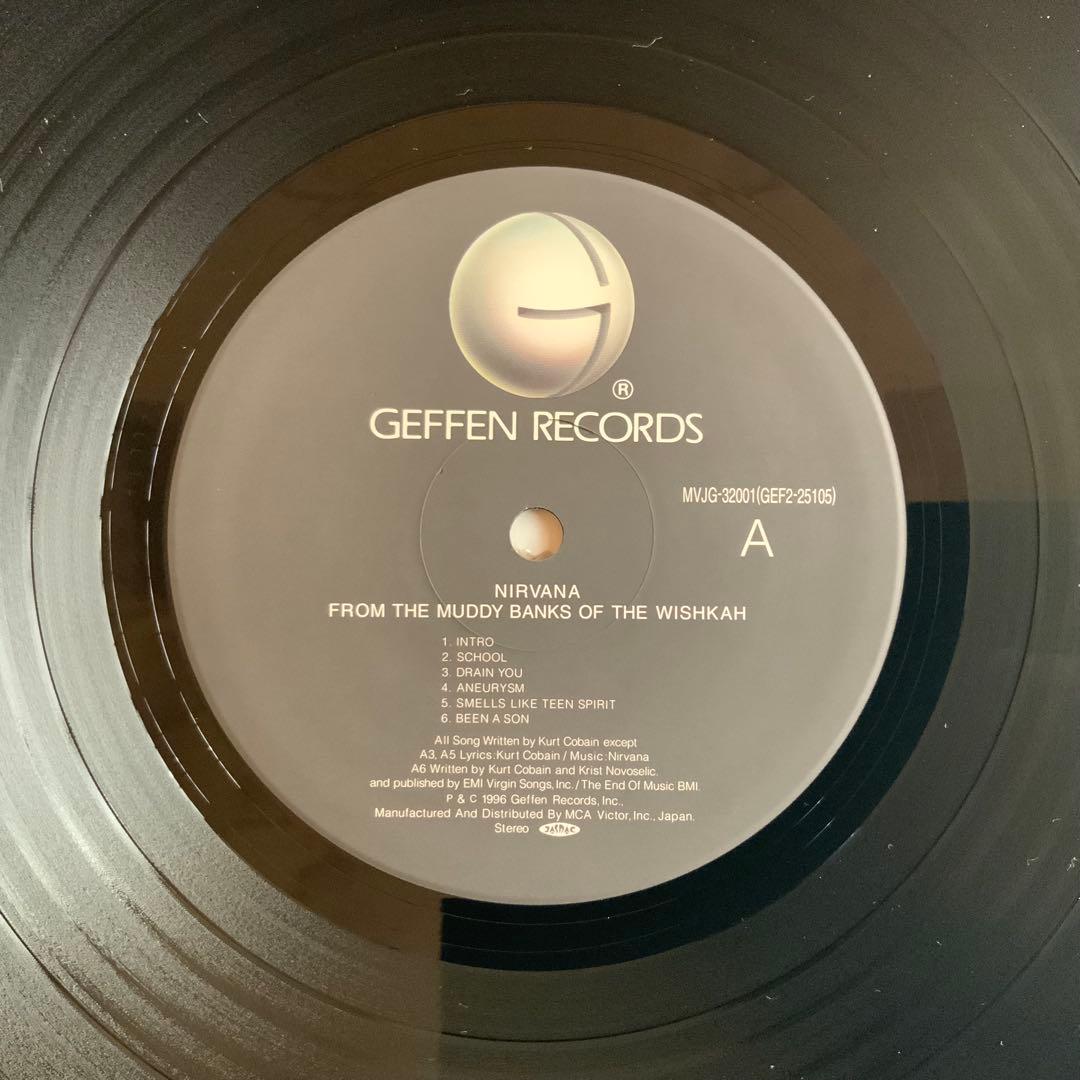 ®
GEFFEN RECORDS
MVJG-32001(GEF2-25105)
A
NIRVANA
FROM THE MUDDY BANKS OF THE WISHKAH
1. INTRO
2. SCHOOL
3. DRAIN YOU
4. ANEURYSM
5. SMELLS LIKE TEEN SPIRIT
6. BEEN A SON
All Song Written by Kurt Cobain except
A3, A5 Lyrics:Kurt Cobain / Music:Nirvana
A6 Written by Kurt Cobain and Krist Novoselic.
and published by EMI Virgin Songs, Inc. / The End Of Music BMI.
P & C 1996 Geffen Records, Inc.,
Manufactured And Distributed By MCA Victor, Inc., Japan.
Stereo JASRAC